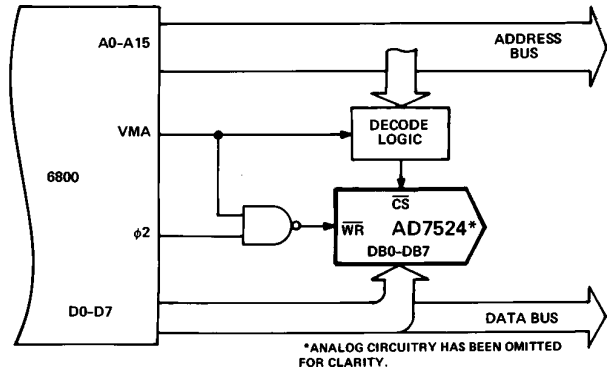 A0–A15
ADDRESS
BUS
VMA
DECODE
LOGIC
6800
CS
WR
AD7524*
ϕ2
DB0–DB7
D0–D7
DATA BUS
*ANALOG CIRCUITRY HAS BEEN OMITTED
FOR CLARITY.